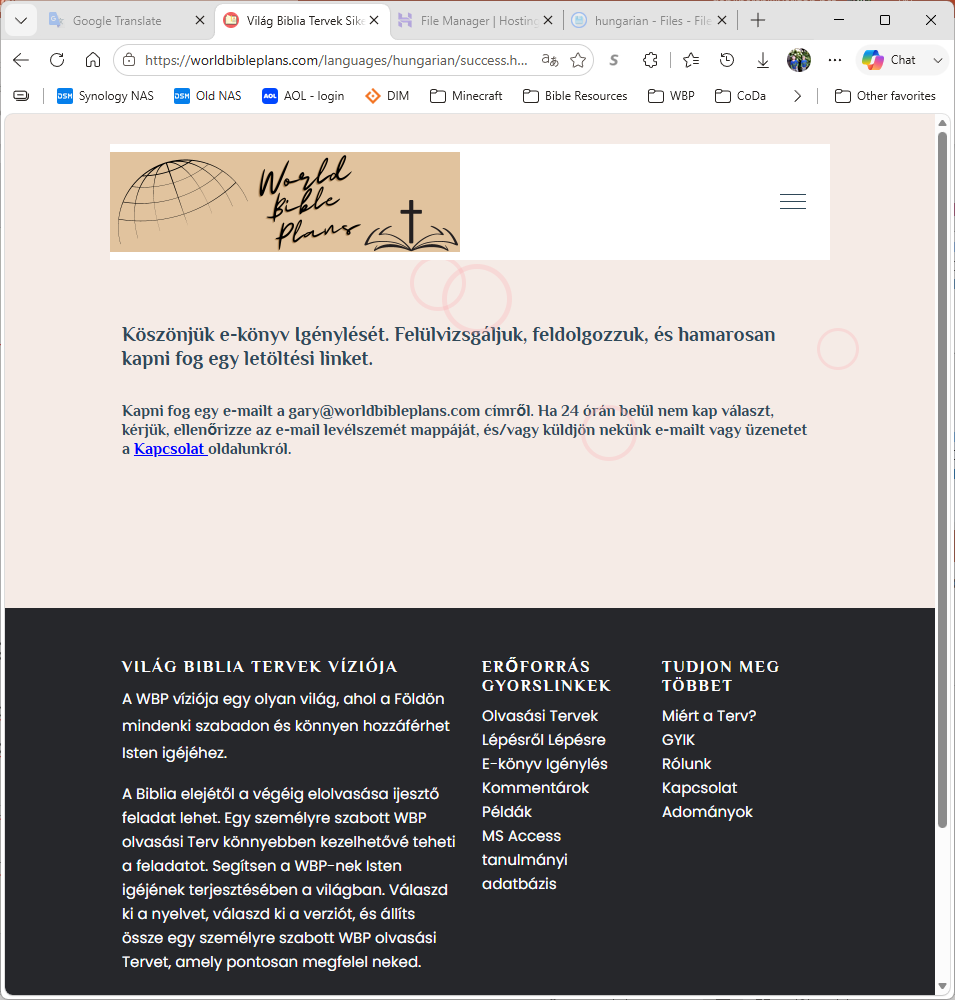 Google Translate
Világ Biblia Tervek Sik
File Manager | Hosting
hungarian - Files - File
https://worldbibleplans.com/languages/hungarian/success.h...
Chat
Synology NAS
Old NAS
AOL - login
DIM
Minecraft
Bible Resources
WBP
CoDa
Other favorites
World
Bible
Plans
Köszönjük e-könyv Igénylését. Felülvizsgáljuk, feldolgozzuk, és hamarosan
kapni fog egy letöltési linket.
Kapni fog egy e-mailt a gary@worldbibleplans.com címről. Ha 24 órán belül nem kap választ,
kérjük, ellenőrizze az e-mail levélszemét mappáját, és/vagy küldjön nekünk e-mailt vagy üzenetet
a Kapcsolat oldalunkról.
VILÁG BIBLIA TERVEK VÍZIÓJA
A WBP víziója egy olyan világ, ahol a Földön
mindenki szabadon és könnyen hozzáférhet
Isten igéjéhez.
A Biblia elejétől a végéig elolvasása ijesztő
feladat lehet. Egy személyre szabott WBP
olvasási Terv könnyebben kezelhetővé teheti
a feladatot. Segítsen a WBP-nek Isten
igéjének terjesztésében a világban. Válaszd
ki a nyelvet, válaszd ki a verziót, és állíts
össze egy személyre szabott WBP olvasási
Tervet, amely pontosan megfelel neked.
ERŐFORRÁS
GYORSLINKEK
Olvasási Tervek
Lépésről Lépésre
E-könyv Igénylés
Kommentárok
Példák
MS Access
tanulmányi
adatbázis
TUDJON MEG
TÖBBET
Miért a Terv?
GYIK
Rólunk
Kapcsolat
Adományok